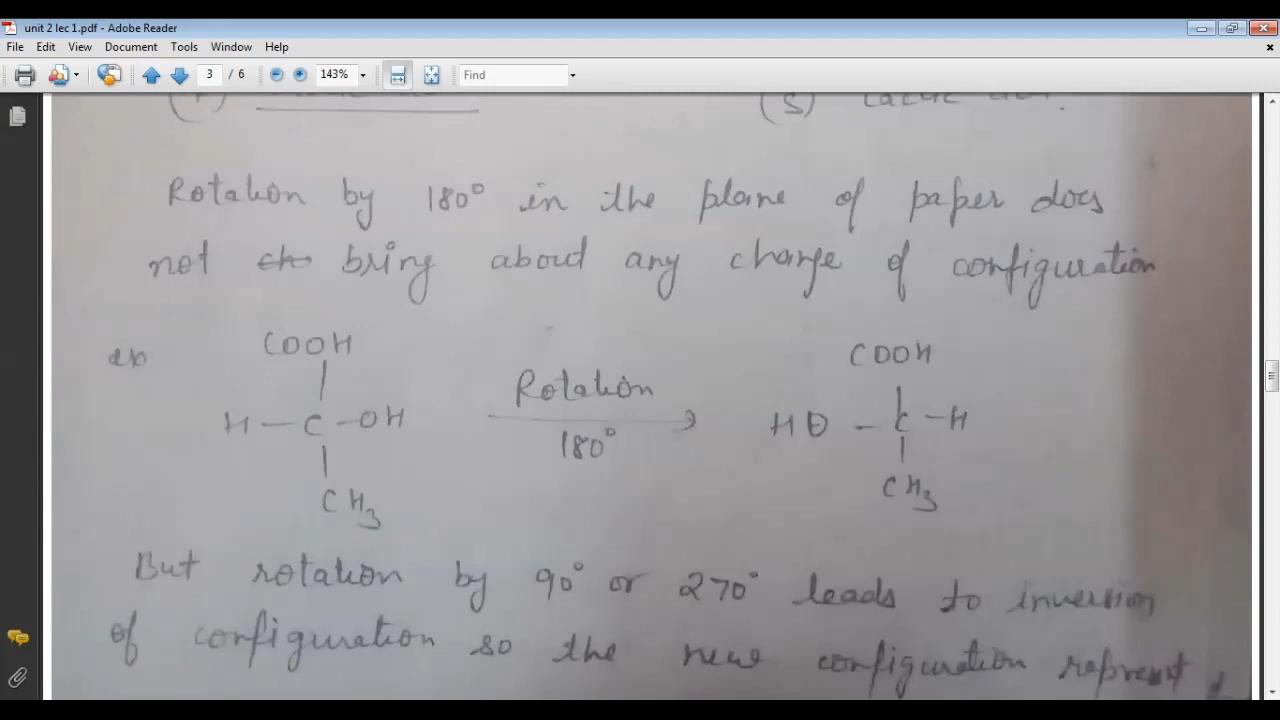 unit 2 lec 1.pdf - Adobe Reader
File Edit View Document Tools Window Help
3 / 6 143% Find
(S) Lactic
Rotation by 180° in the plane of paper does
not bring about any change of configuration
ex
COOH
H - C - OH
CH3
Rotation
180°
COOH
HO - C - H
CH3
But rotation by 90° or 270° leads to inversion
of configuration so the new configuration